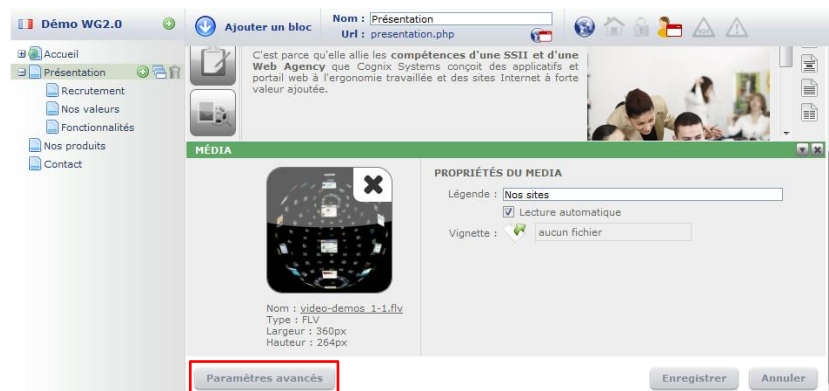 Démo WG2.0
Ajouter un bloc
Nom : Présentation
Url : presentation.php
Accueil
Présentation
Recrutement
Nos valeurs
Fonctionnalités
Nos produits
Contact
C'est parce qu'elle allie les compétences d'une SSII et d'une
Web Agency que Cognix Systems conçoit des applicatifs et
portail web à l'ergonomie travaillée et des sites Internet à forte
valeur ajoutée.
MÉDIA
PROPRIÉTÉS DU MEDIA
Légende : Nos sites
Lecture automatique
Vignette : aucun fichier
Nom : video-demos_1-1.flv
Type : FLV
Largeur : 360px
Hauteur : 264px
Paramètres avancés
Enregistrer
Annuler